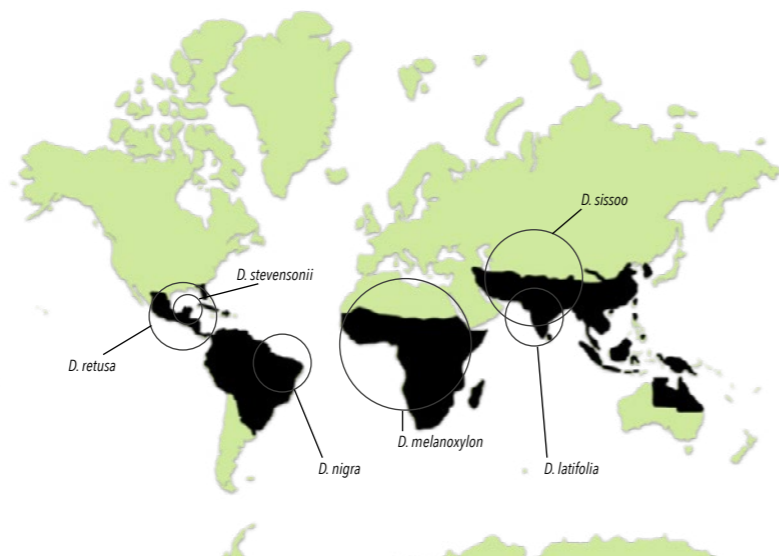 D. sissoo
D. stevensonii
D. retusa
D. melanoxylon
D. nigra
D. latifolia